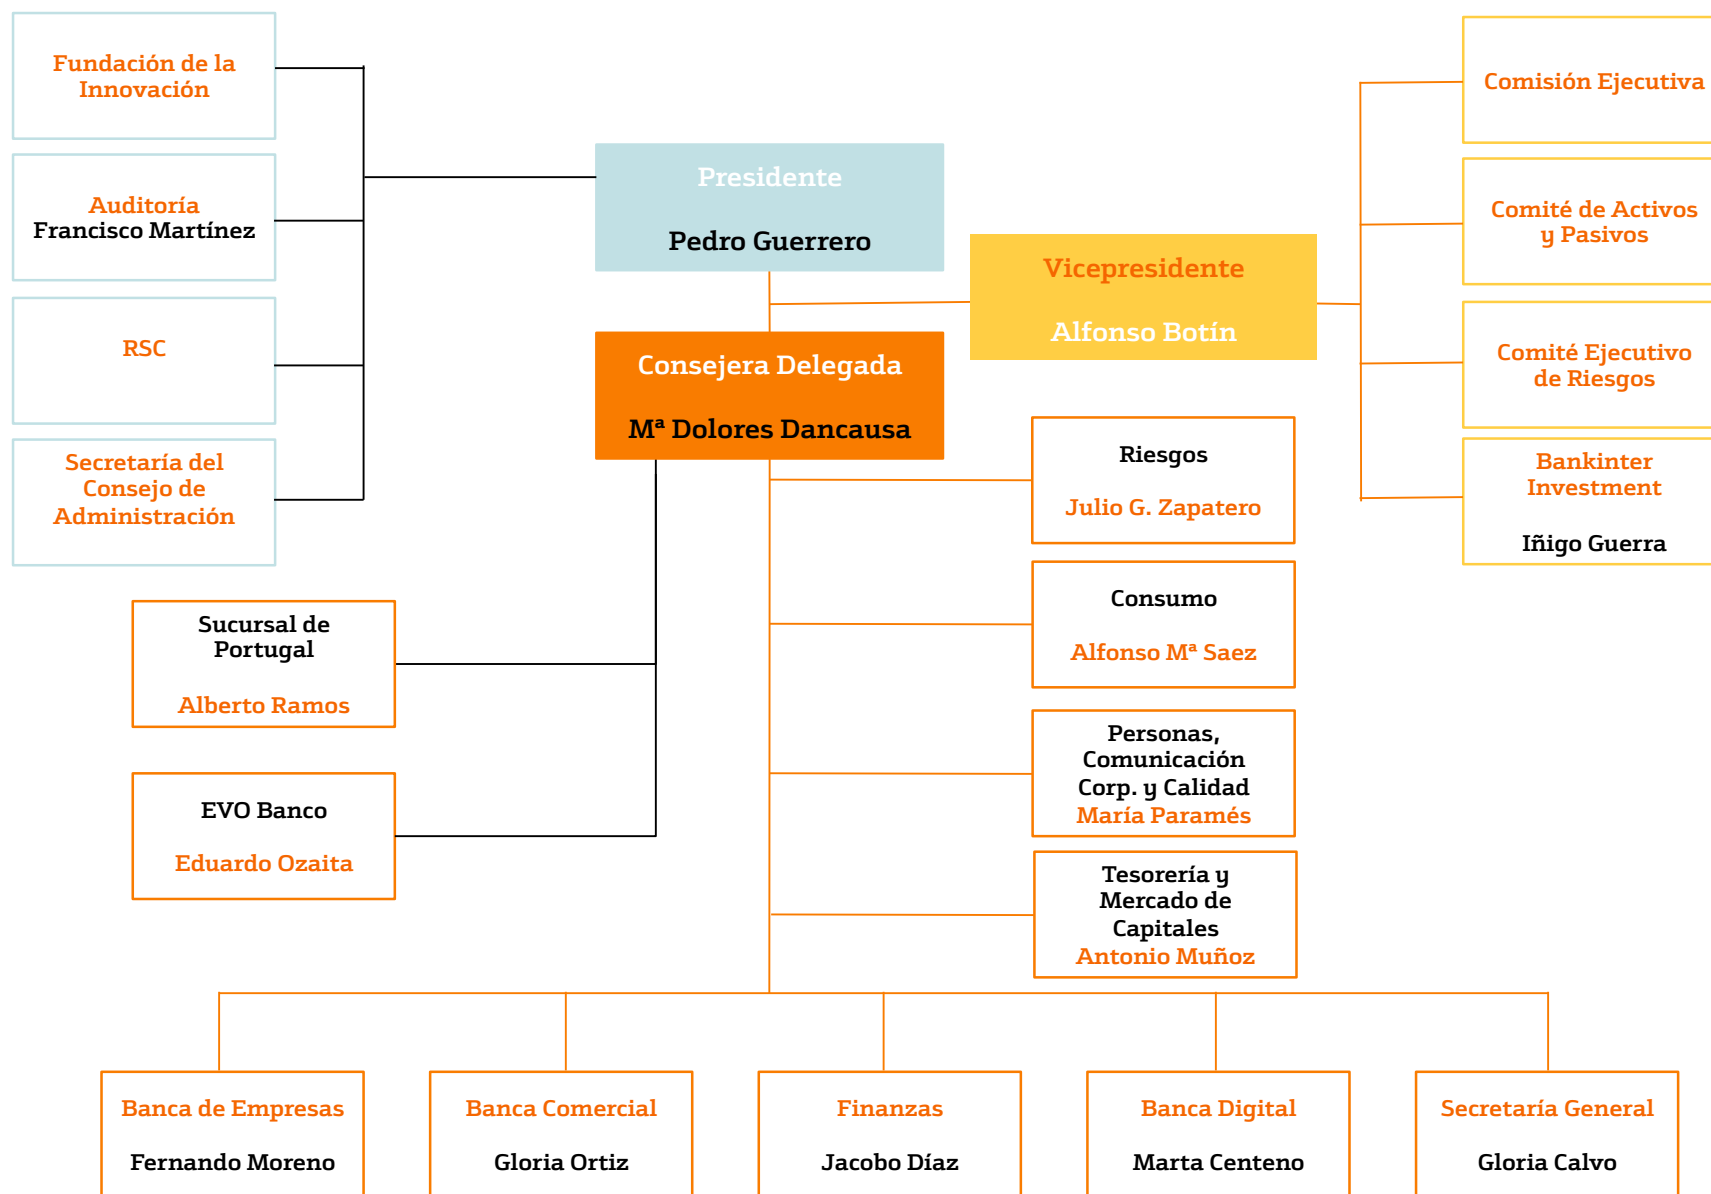 Fundación de la
Innovación
Auditoría
Francisco Martínez
RSC
Secretaría del
Consejo de
Administración
Presidente
Pedro Guerrero
Vicepresidente
Alfonso Botín
Consejera Delegada
Mª Dolores Dancausa
Comisión Ejecutiva
Comité de Activos
y Pasivos
Comité Ejecutivo
de Riesgos
Bankinter
Investment
Iñigo Guerra
Riesgos
Julio G. Zapatero
Consumo
Alfonso Mª Saez
Personas,
Comunicación
Corp. y Calidad
María Paramés
Tesorería y
Mercado de
Capitales
Antonio Muñoz
Sucursal de
Portugal
Alberto Ramos
EVO Banco
Eduardo Ozaita
Banca de Empresas
Fernando Moreno
Banca Comercial
Gloria Ortiz
Finanzas
Jacobo Díaz
Banca Digital
Marta Centeno
Secretaría General
Gloria Calvo